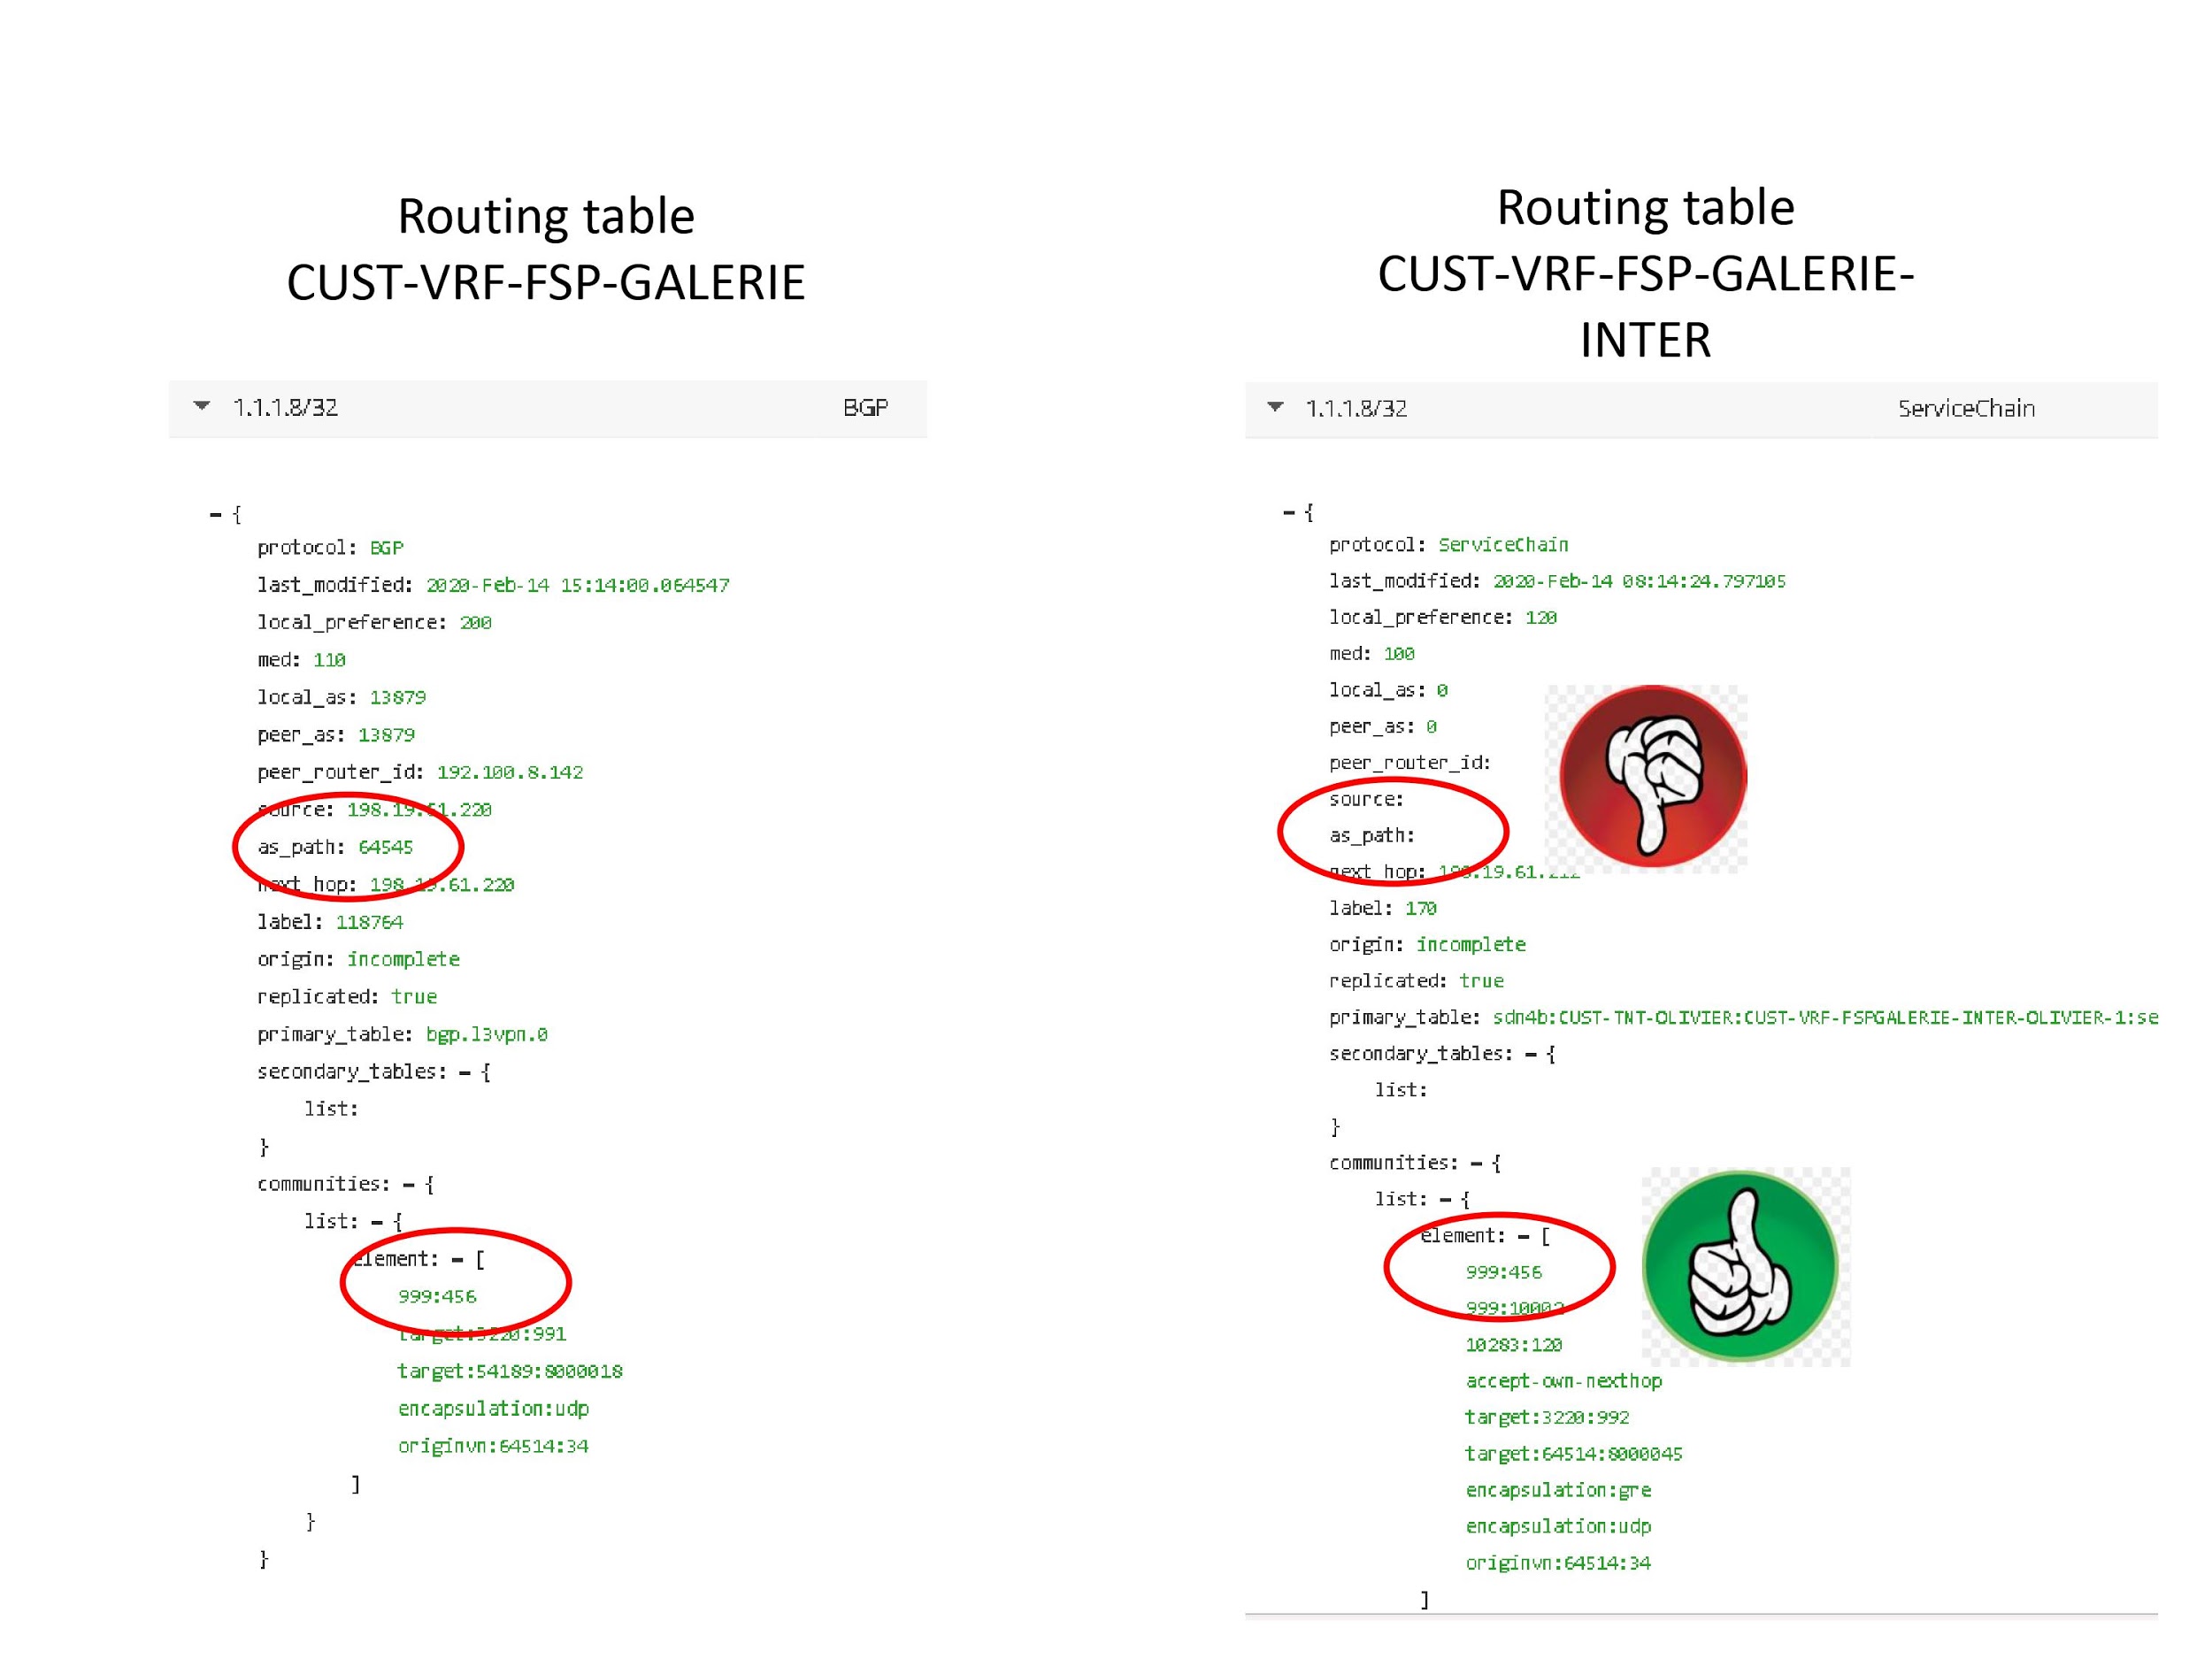 Routing table
CUST-VRF-FSP-GALERIE
1.1.1.8/32 BGP
- {
protocol: BGP
last_modified: 2020-Feb-14 15:14:00.064547
local_preference: 200
med: 110
local_as: 13879
peer_as: 13879
peer_router_id: 192.100.8.142
source: 198.19.61.220
as_path: 64545
next_hop: 198.19.61.220
label: 118764
origin: incomplete
replicated: true
primary_table: bgp.l3vpn.0
secondary_tables: - {
list:
}
communities: - {
list: - {
element: - [
999:456
target:3220:991
target:54189:8000018
encapsulation:udp
originvn:64514:34
]
}
}
Routing table
CUST-VRF-FSP-GALERIE-
INTER
1.1.1.8/32 ServiceChain
- {
protocol: ServiceChain
last_modified: 2020-Feb-14 08:14:24.797105
local_preference: 120
med: 100
local_as: 0
peer_as: 0
peer_router_id:
source:
as_path:
next_hop:
label: 170
origin: incomplete
replicated: true
primary_table: sdn4b:CUST-TNT-OLIVIER:CUST-VRF-FSPGALERIE-INTER-OLIVIER-1:se
secondary_tables: - {
list:
}
communities: - {
list: - {
element: - [
999:456
999:10002
10283:120
accept-own-nexthop
target:3220:992
target:64514:8000045
encapsulation:gre
encapsulation:udp
originvn:64514:34
]